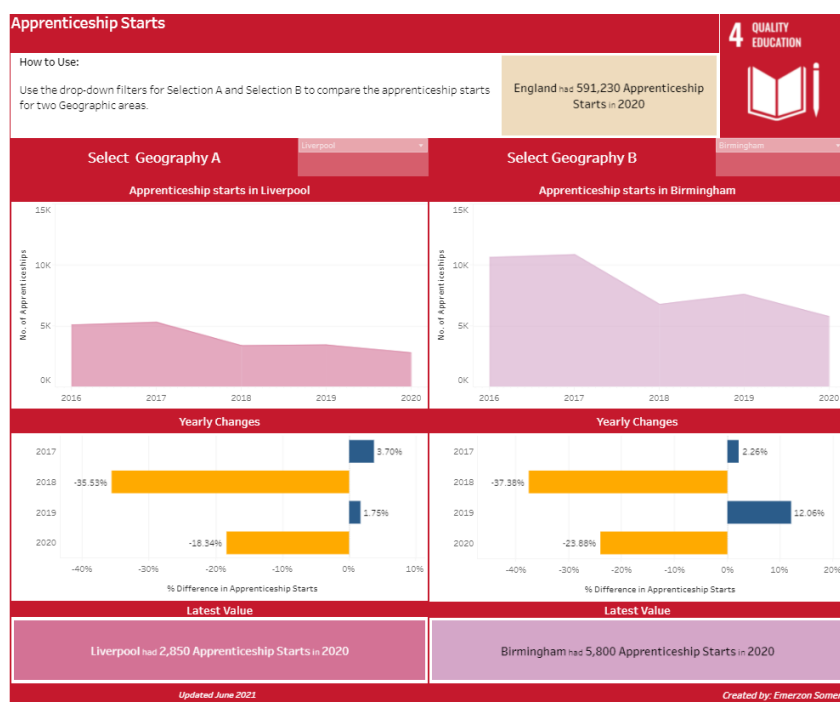 Apprenticeship Starts
4 QUALITY
EDUCATION
How to Use:
Use the drop-down filters for Selection A and Selection B to compare the apprenticeship starts
for two Geographic areas.
England had 591,230 Apprenticeship
Starts in 2020
Select Geography A
Liverpool
Select Geography B
Birmingham
Apprenticeship starts in Liverpool
15K
10K
5K
0K
No. of Apprenticeships
2016 2017 2018 2019 2020
Apprenticeship starts in Birmingham
15K
10K
5K
0K
No. of Apprenticeships
2016 2017 2018 2019 2020
Yearly Changes
2017 3.70%
2018 -35.53%
2019 1.75%
2020 -18.34%
-40% -30% -20% -10% 0% 10%
% Difference in Apprenticeship Starts
Yearly Changes
2017 2.26%
2018 -37.38%
2019 12.06%
2020 -23.88%
-40% -30% -20% -10% 0% 10% 20%
% Difference in Apprenticeship Starts
Latest Value
Liverpool had 2,850 Apprenticeship Starts in 2020
Latest Value
Birmingham had 5,800 Apprenticeship Starts in 2020
Updated June 2021
Created by: Emerzon Somer